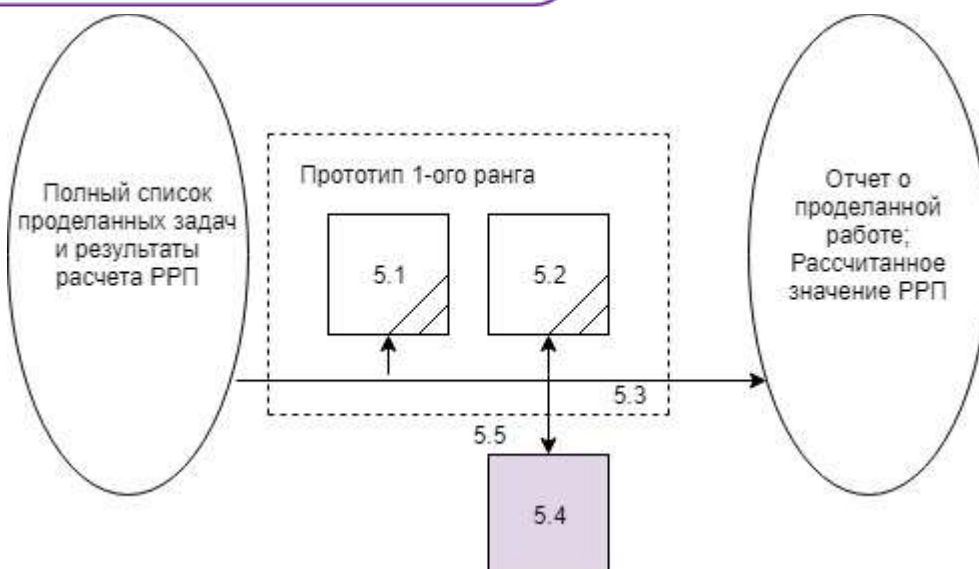 Полный список
проделанных задач
и результаты
расчета РРП
Прототип 1-ого ранга
5.1
5.2
5.3
5.5
5.4
Отчет о
проделанной
работе;
Рассчитанное
значение РРП